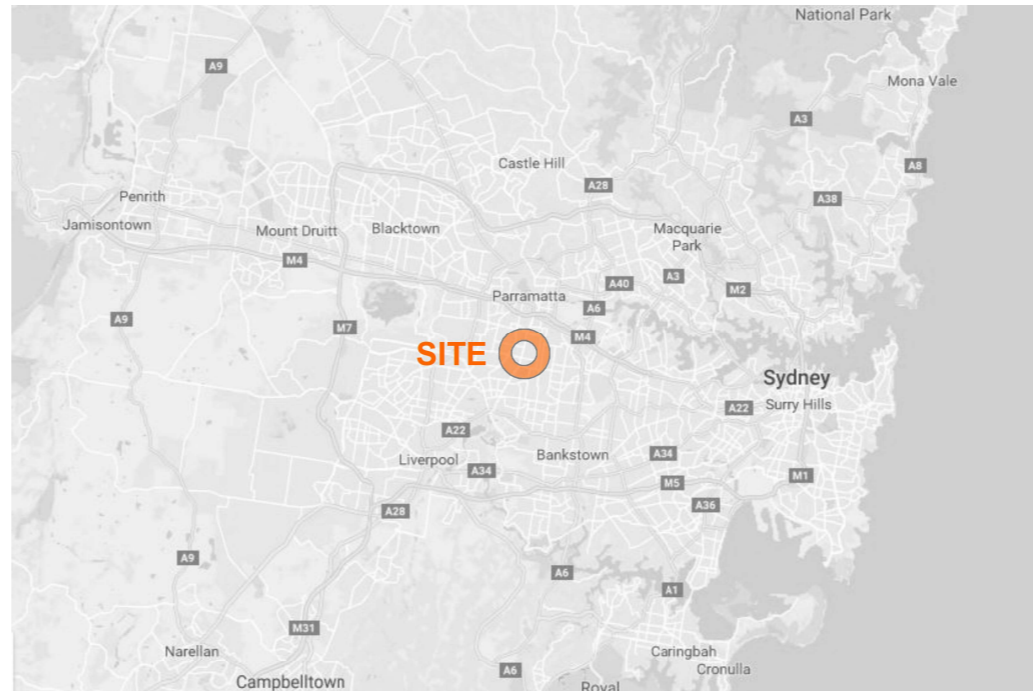 National Park
A9
Mona Vale
A3
Castle Hill
A8
A28
Penrith
A38
Jamisontown
Mount Druitt
Blacktown
Macquarie
Park
M4
A3
A40
M2
Parramatta
A6
A9
M7
M4
SITE
Sydney
Surry Hills
A22
A22
Liverpool
A34
Bankstown
A34
M1
M5
A28
A36
A9
A6
A1
M31
Narellan
Caringbah
Cronulla
A6
Campbelltown
Royal